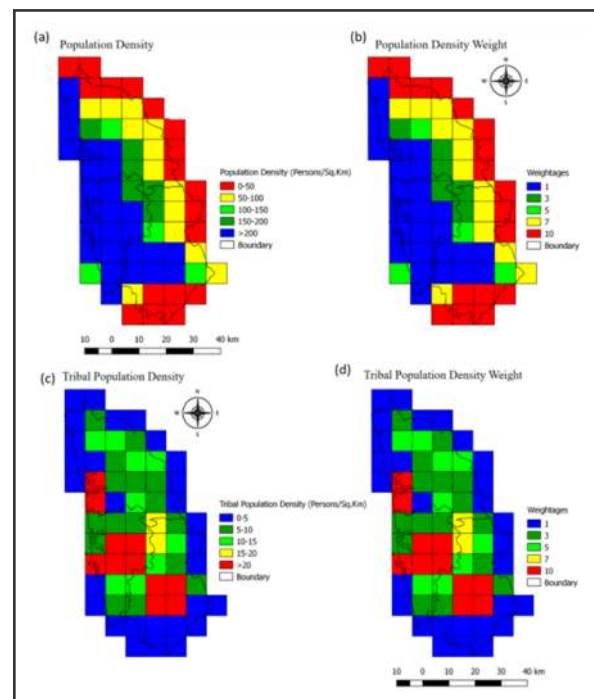 (a)
Population Density
(b)
Population Density Weight
N
W E
S
Population Density (Persons/Sq.Km)
0-50
50-100
100-150
150-200
>200
Boundary
Weightages
1
3
5
7
10
Boundary
10 0 10 20 30 40 km
(c)
Tribal Population Density
(d)
Tribal Population Density Weight
N
W E
S
Tribal Population Density (Persons/Sq.Km)
0-5
5-10
10-15
15-20
>20
Boundary
Weightages
1
3
5
7
10
Boundary
10 0 10 20 30 40 km